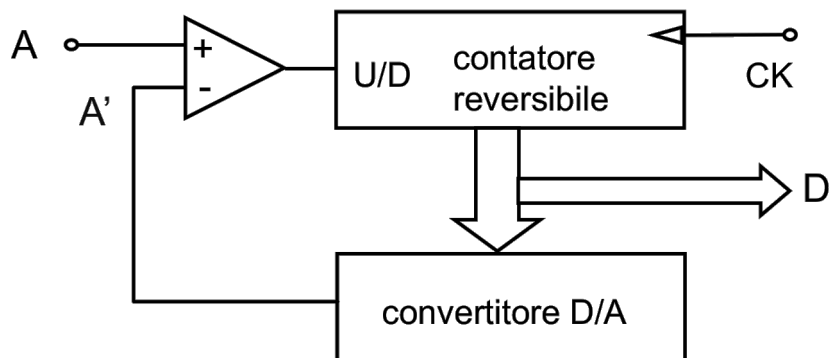 A
+
-
A’
U/D
contatore
reversibile
CK
D
convertitore D/A